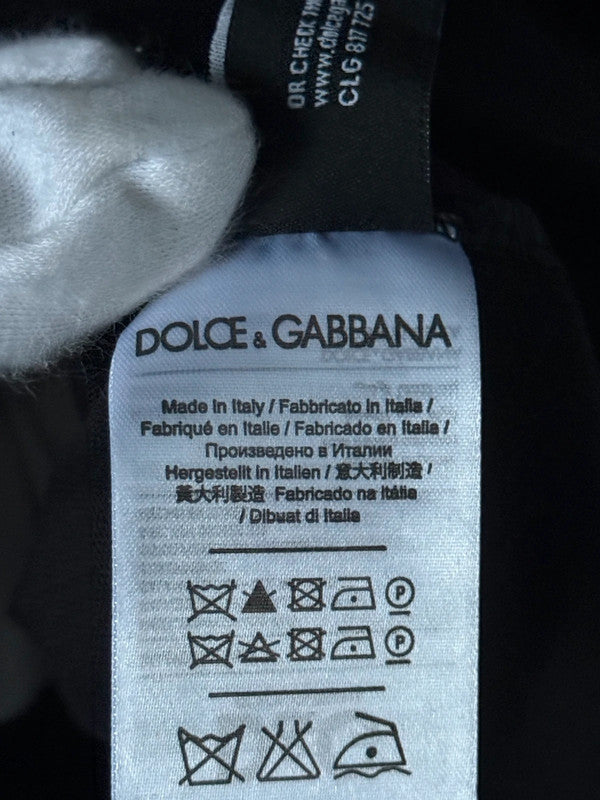 OR CHECK
www.dolcega
CLG 817725
DOLCE & GABBANA
Made in Italy / Fabbricato in Italia /
Fabriqué en Italie / Fabricado en Italia /
Произведено в Италии
Hergestellt in Italien / 意大利制造 /
義大利製造 Fabricado na Itália
/ Dibuat di Italia
P
P